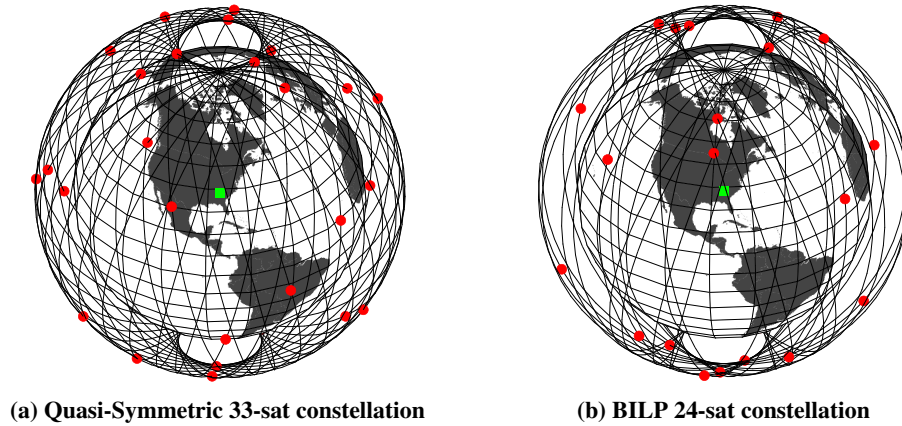 (a) Quasi-Symmetric 33-sat constellation
(b) BILP 24-sat constellation